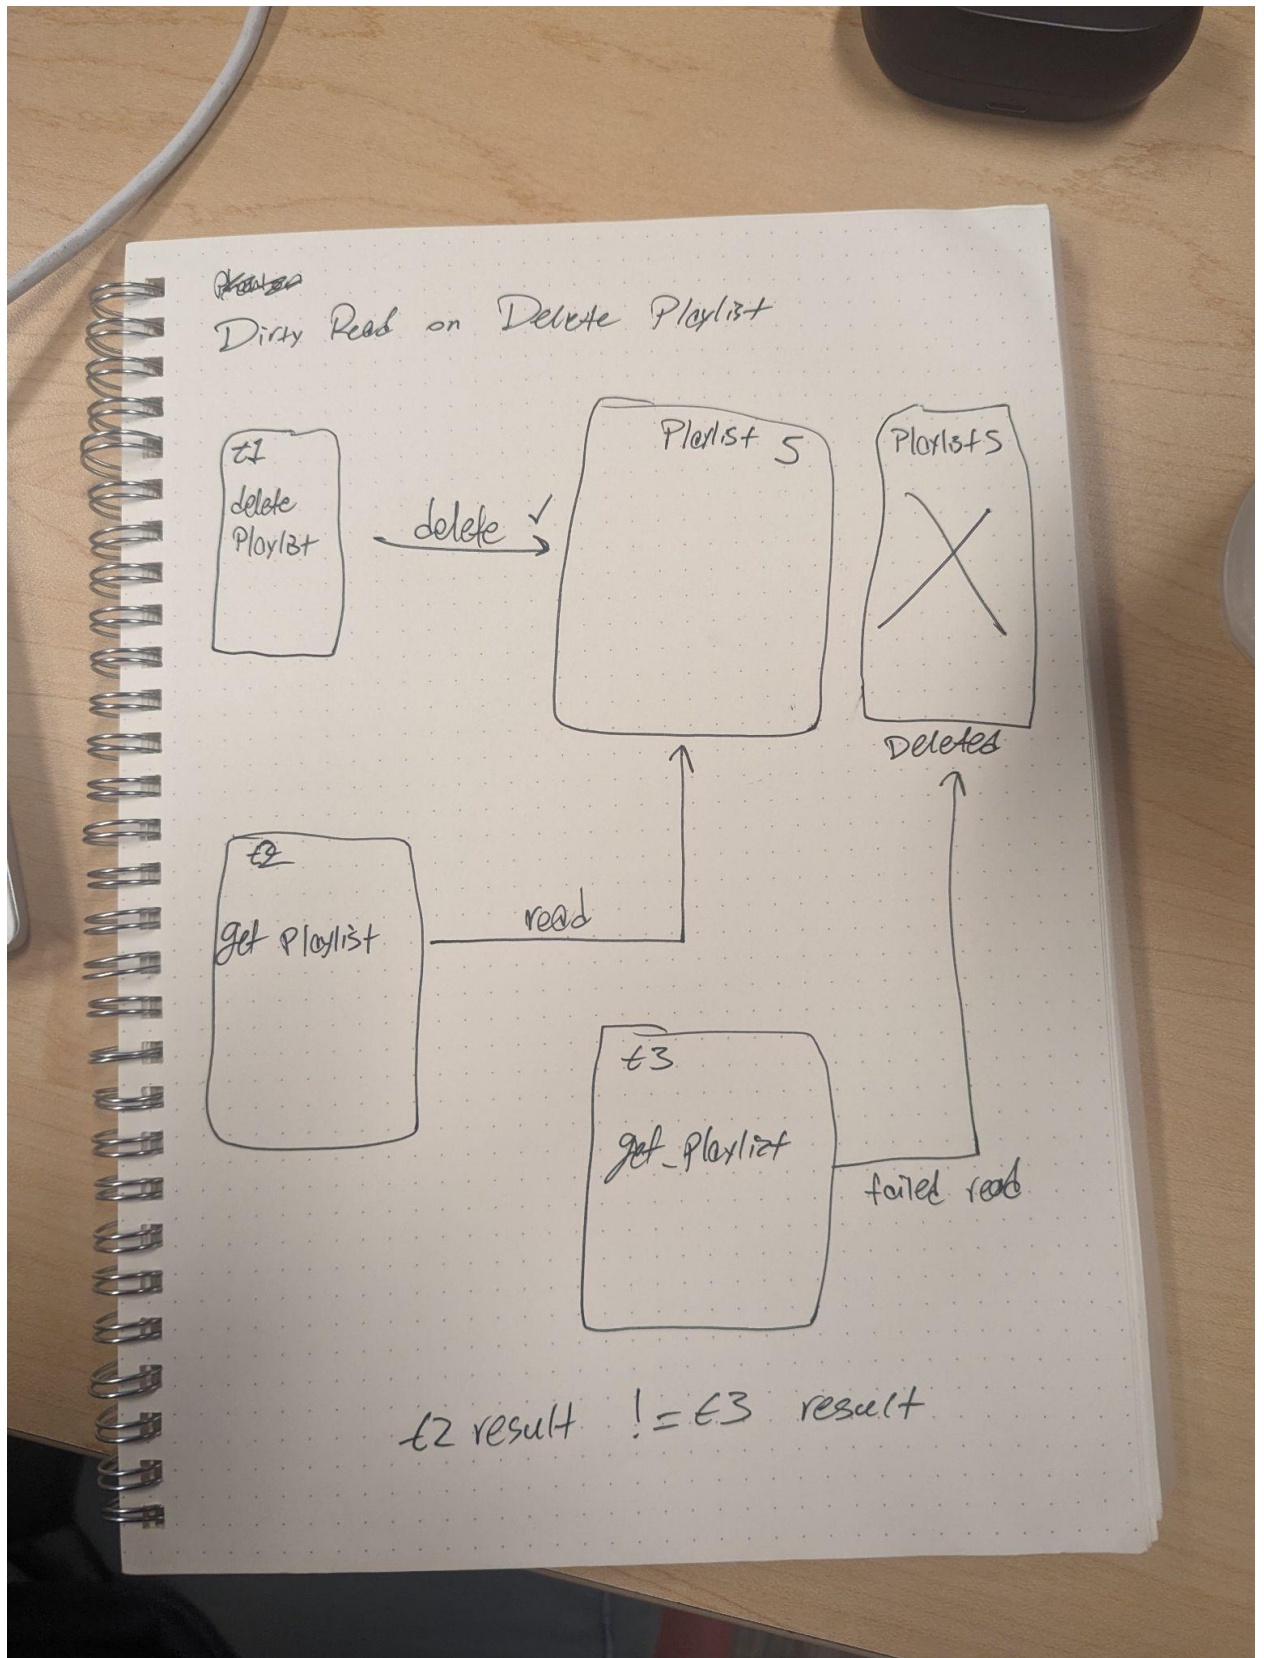 Dirty Read on Delete Playlist
t1
delete
Playlist
delete ✓
Playlist 5
Playlist 5
Deleted
t2
get Playlist
read
t3
get_Playlist
failed read
t2 result != t3 result